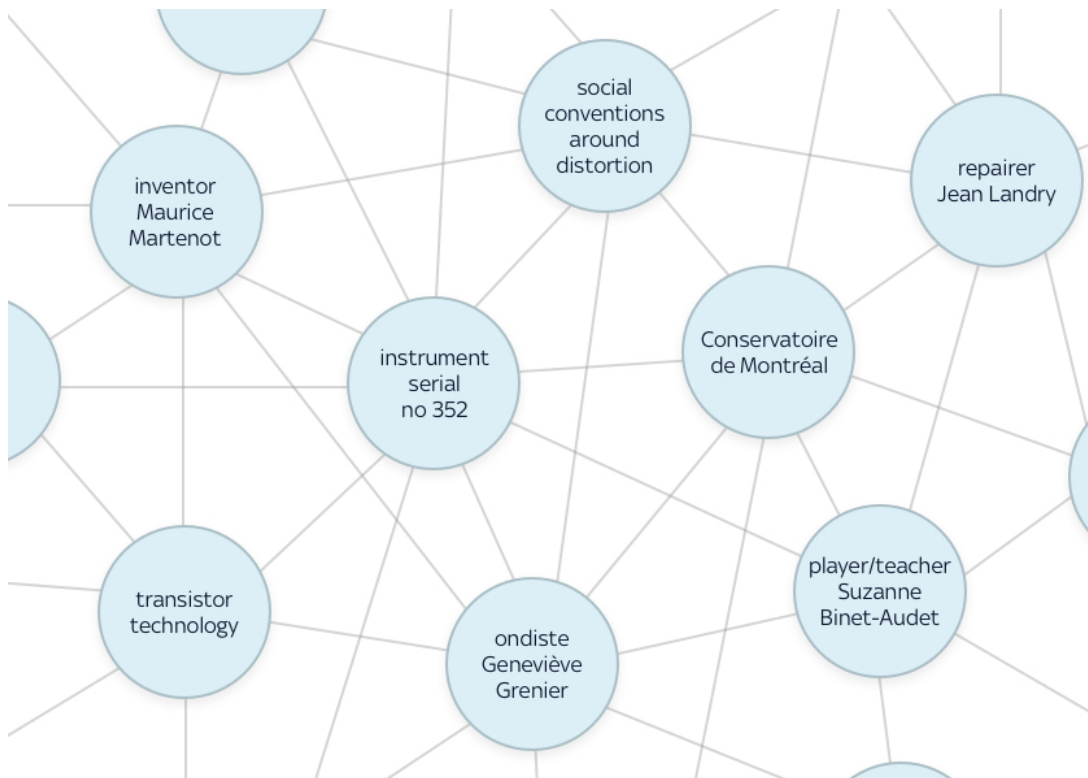 social
conventions
around
distortion
repairer
Jean Landry
inventor
Maurice
Martenot
instrument
serial
no 352
Conservatoire
de Montréal
player/teacher
Suzanne
Binet-Audet
transistor
technology
ondiste
Geneviève
Grenier